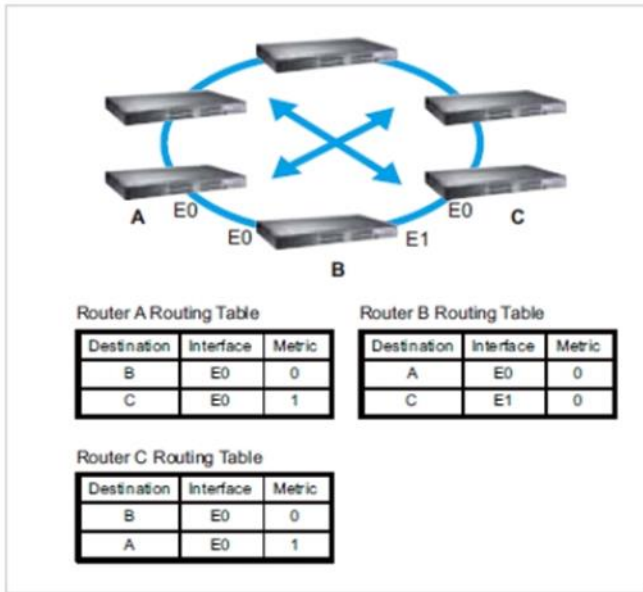 A
E0
E0
B
E1
E0
C
Router A Routing Table
Destination Interface Metric
B E0 0
C E0 1
Router B Routing Table
Destination Interface Metric
A E0 0
C E1 0
Router C Routing Table
Destination Interface Metric
B E0 0
A E0 1